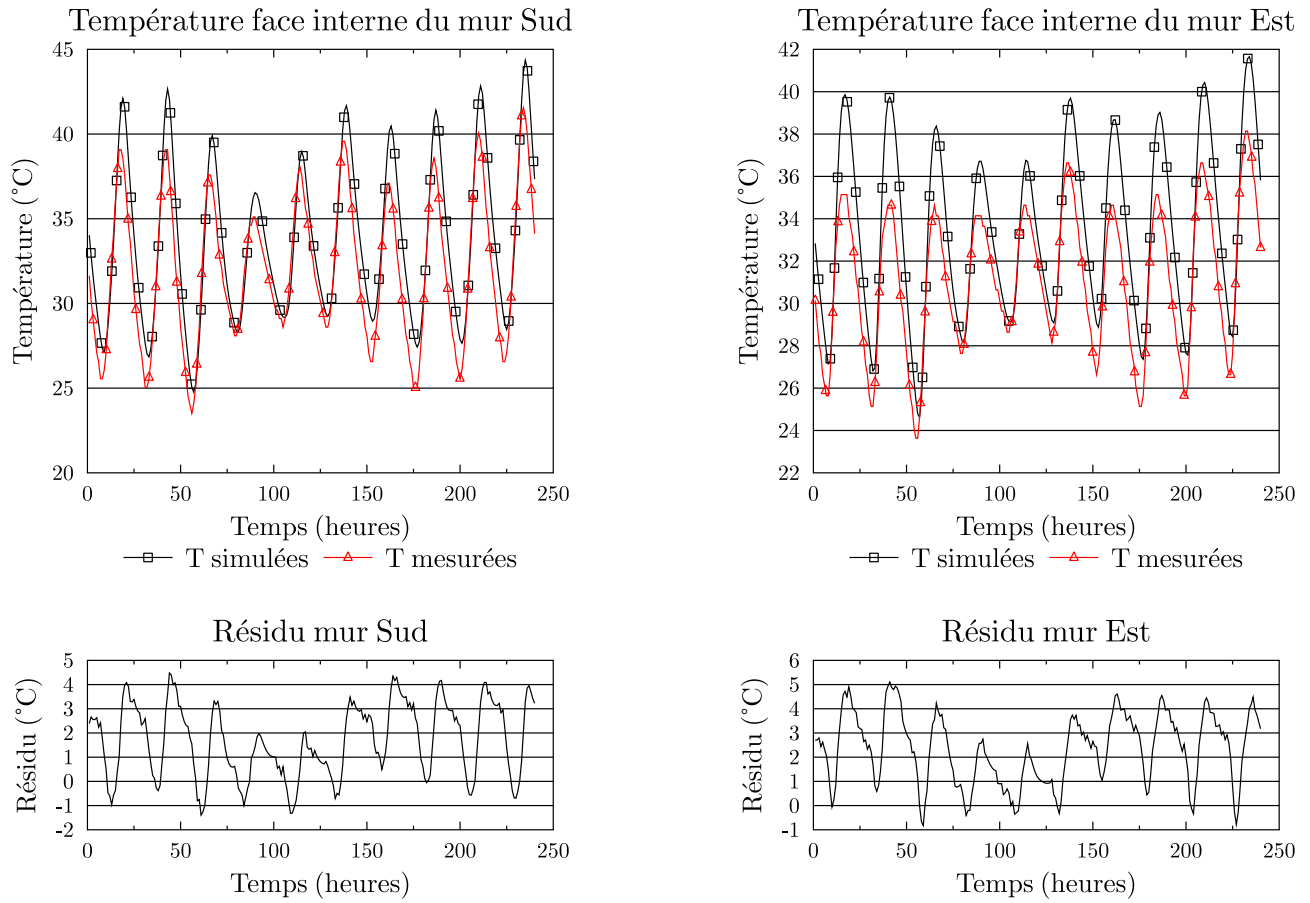 Température face interne du mur Sud
45
40
35
30
25
20
Température (°C)
0 50 100 150 200 250
Temps (heures)
T simulées T mesurées
Température face interne du mur Est
42
40
38
36
34
32
30
28
26
24
22
Température (°C)
0 50 100 150 200 250
Temps (heures)
T simulées T mesurées
Résidu mur Sud
5
4
3
2
1
0
-1
-2
Résidu (°C)
0 50 100 150 200 250
Temps (heures)
Résidu mur Est
6
5
4
3
2
1
0
-1
Résidu (°C)
0 50 100 150 200 250
Temps (heures)